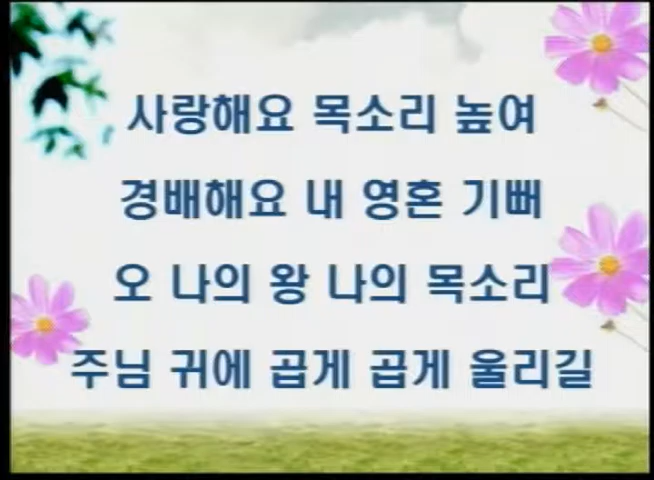 사랑해요 목소리 높여
경배해요 내 영혼 기뻐
오 나의 왕 나의 목소리
주님 귀에 곱게 곱게 울리길